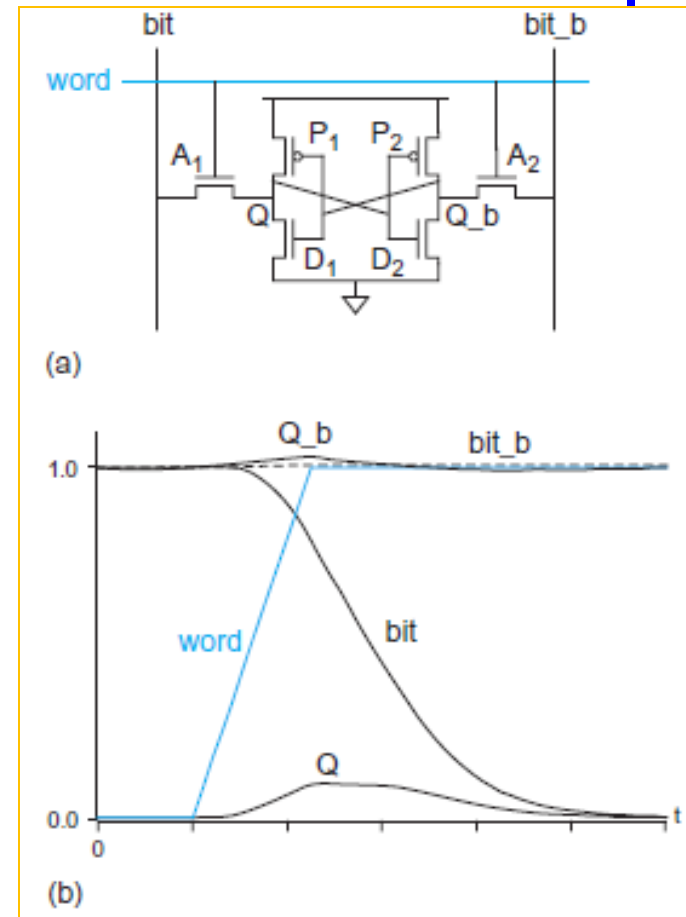 bit bit_b
word
P1 P2
A1 A2
Q Q_b
D1 D2
(a)
Q_b bit_b
1.0
word bit
Q
0.0 t
0
(b)